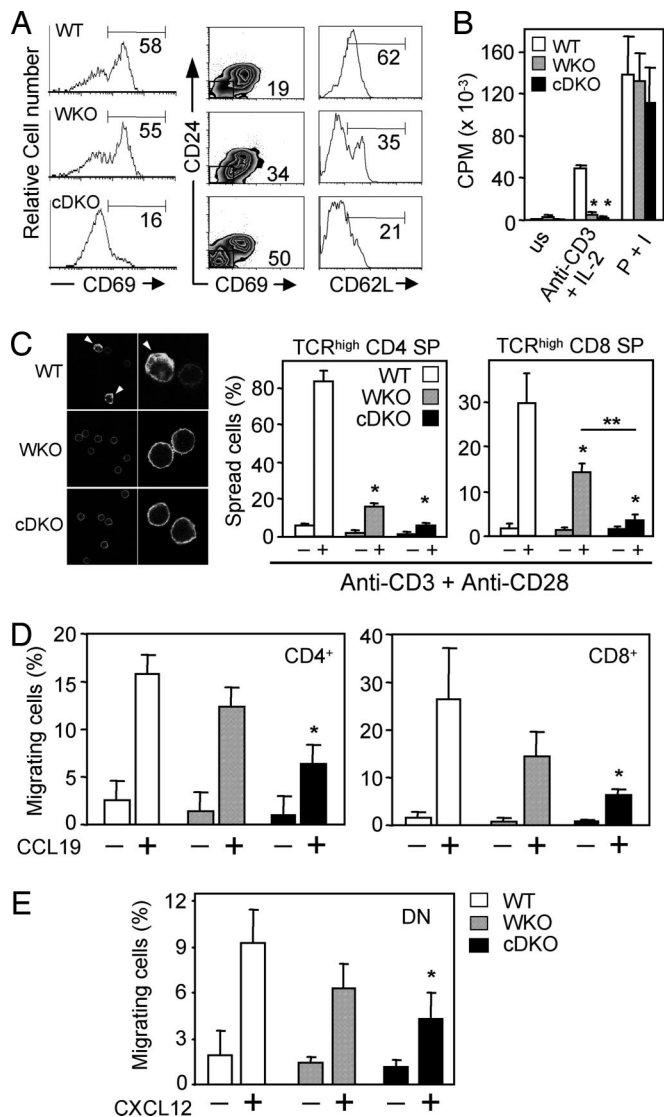 A
WT
58
WKO
55
cDKO
16
Relative Cell number
— CD69
CD24
19
34
50
CD69
62
35
21
CD62L
B
WT
WKO
cDKO
CPM (x 10-3)
160
120
80
40
0
* *
us
Anti-CD3 + IL-2
P + I
C
WT
WKO
cDKO
TCRhigh CD4 SP
Spread cells (%)
80
60
40
20
0
WT
WKO
cDKO
* *
– + – + – +
TCRhigh CD8 SP
30
20
10
0
**
* *
– + – + – +
Anti-CD3 + Anti-CD28
D
Migrating cells (%)
20
15
10
5
0
CD4+
*
CCL19 – + – + – +
40
30
20
10
0
CD8+
*
– + – + – +
E
Migrating cells (%)
12
9
6
3
0
DN
*
WT
WKO
cDKO
CXCL12 – + – + – +